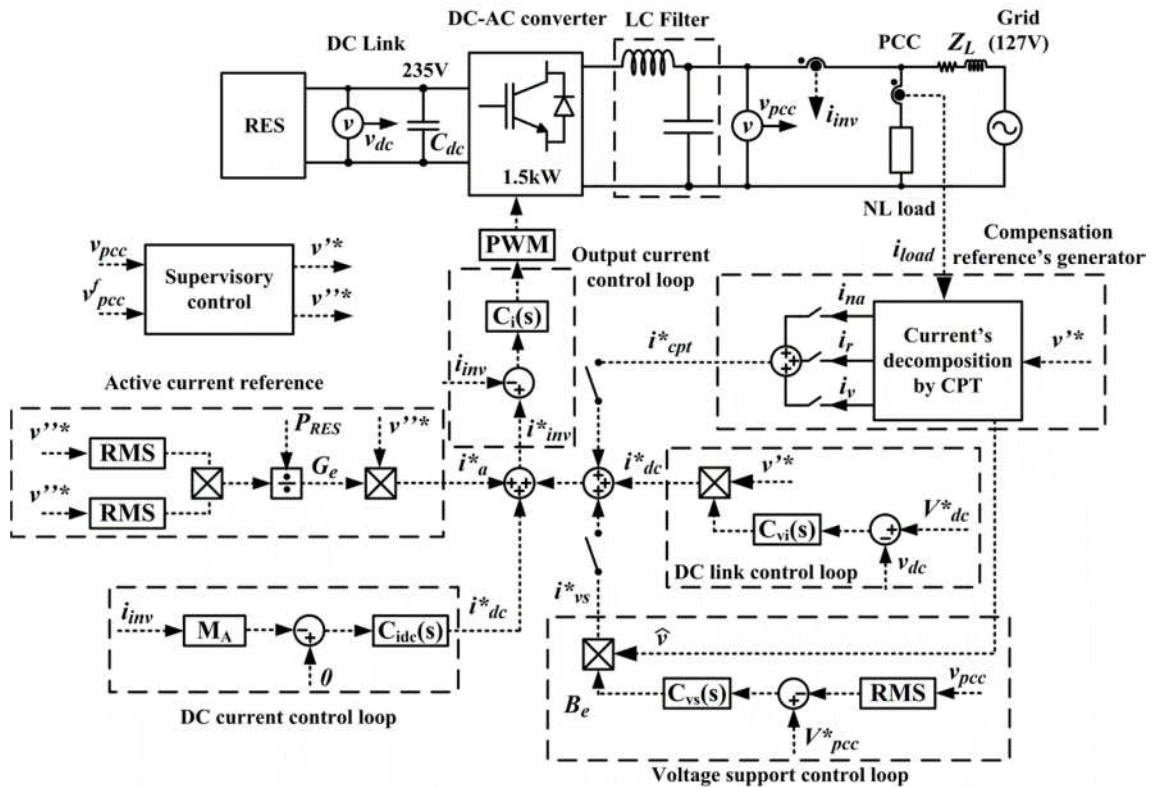 DC-AC converter
LC Filter
Grid
(127V)
PCC
Z_L
DC Link
235V
RES
v
v_dc
C_dc
1.5kW
v
v_pcc
i_inv
NL load
PWM
v_pcc
v^f_pcc
Supervisory
control
v'*
v''*
Output current
control loop
i_load
Compensation
reference's generator
C_i(s)
i_inv
i*_inv
i*_cpt
i_na
i_r
i_v
Current's
decomposition
by CPT
v'*
Active current reference
v''*
RMS
v''*
RMS
P_RES
÷
G_e
v''*
i*_a
i*_dc
v'*
C_vi(s)
V*_dc
v_dc
DC link control loop
i_inv
M_A
0
C_idc(s)
i*_dc
DC current control loop
i*_vs
v̂
B_e
C_vs(s)
RMS
v_pcc
V*_pcc
Voltage support control loop